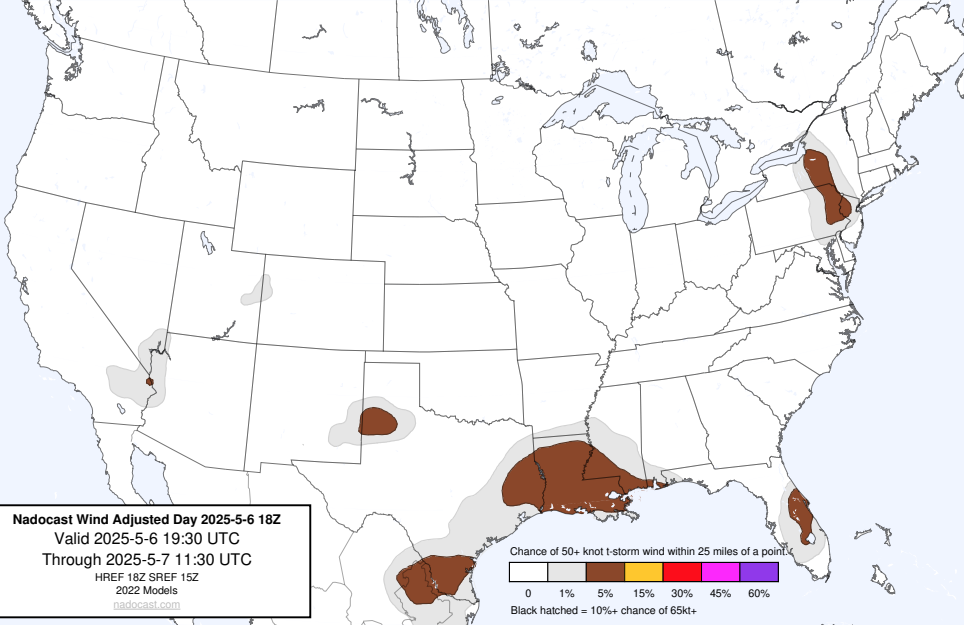 Nadocast Wind Adjusted Day 2025-5-6 18Z
Valid 2025-5-6 19:30 UTC
Through 2025-5-7 11:30 UTC
HREF 18Z SREF 15Z
2022 Models
nadocast.com
Chance of 50+ knot t-storm wind within 25 miles of a point.
0 1% 5% 15% 30% 45% 60%
Black hatched = 10%+ chance of 65kt+